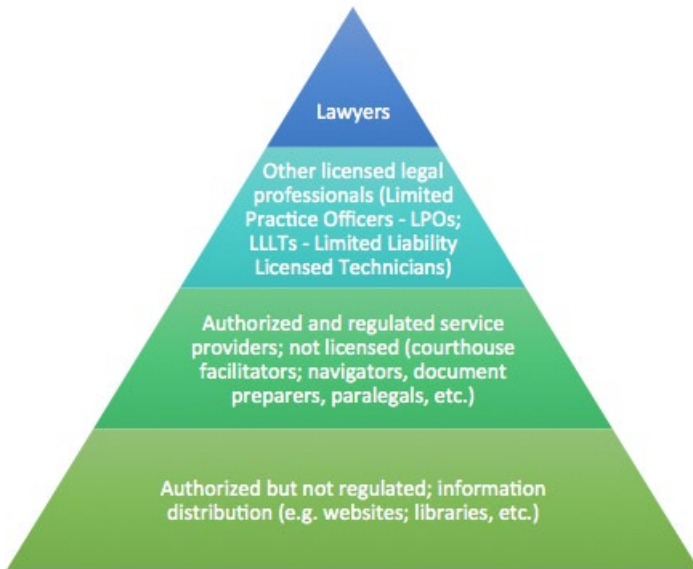 Lawyers
Other licensed legal
professionals (Limited
Practice Officers - LPOs;
LLLTs - Limited Liability
Licensed Technicians)
Authorized and regulated service
providers; not licensed (courthouse
facilitators; navigators, document
preparers, paralegals, etc.)
Authorized but not regulated; information
distribution (e.g. websites; libraries, etc.)